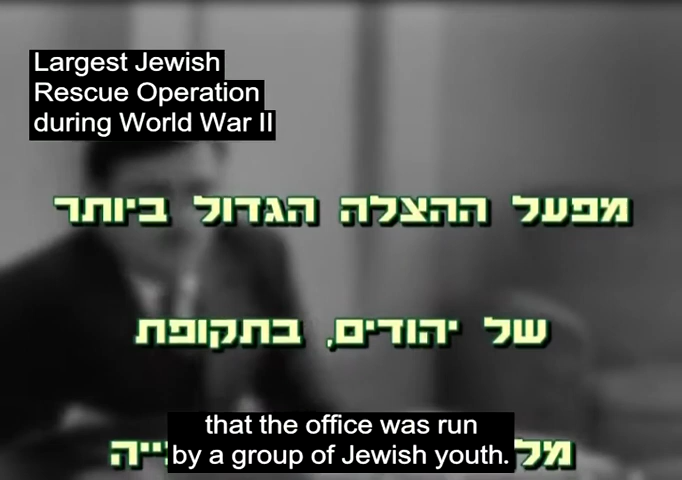 Largest Jewish
Rescue Operation
during World War II
מפעל ההצלה הגדול ביותר
של יהודים, בתקופת
that the office was run
by a group of Jewish youth.